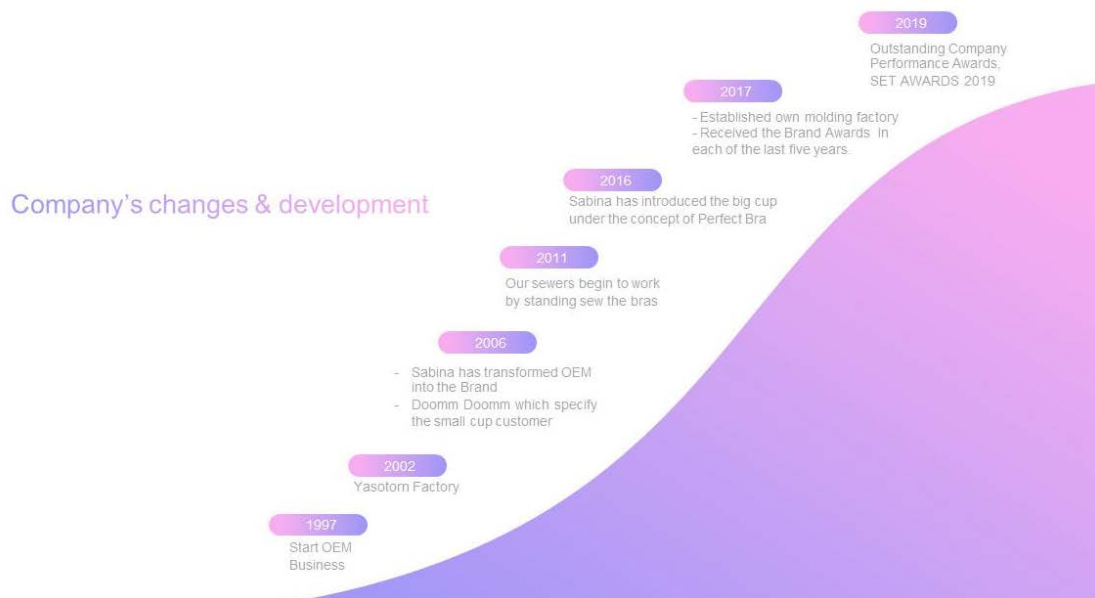 2019
Outstanding Company
Performance Awards.
SET AWARDS 2019
2017
- Established own molding factory
- Received the Brand Awards in
each of the last five years.
2016
Sabina has introduced the big cup
under the concept of Perfect Bra
Company's changes & development
2011
Our sewers begin to work
by standing sew the bras
2006
- Sabina has transformed OEM
into the Brand
- Doomm Doomm which specify
the small cup customer
2002
Yasotorn Factory
1997
Start OEM
Business